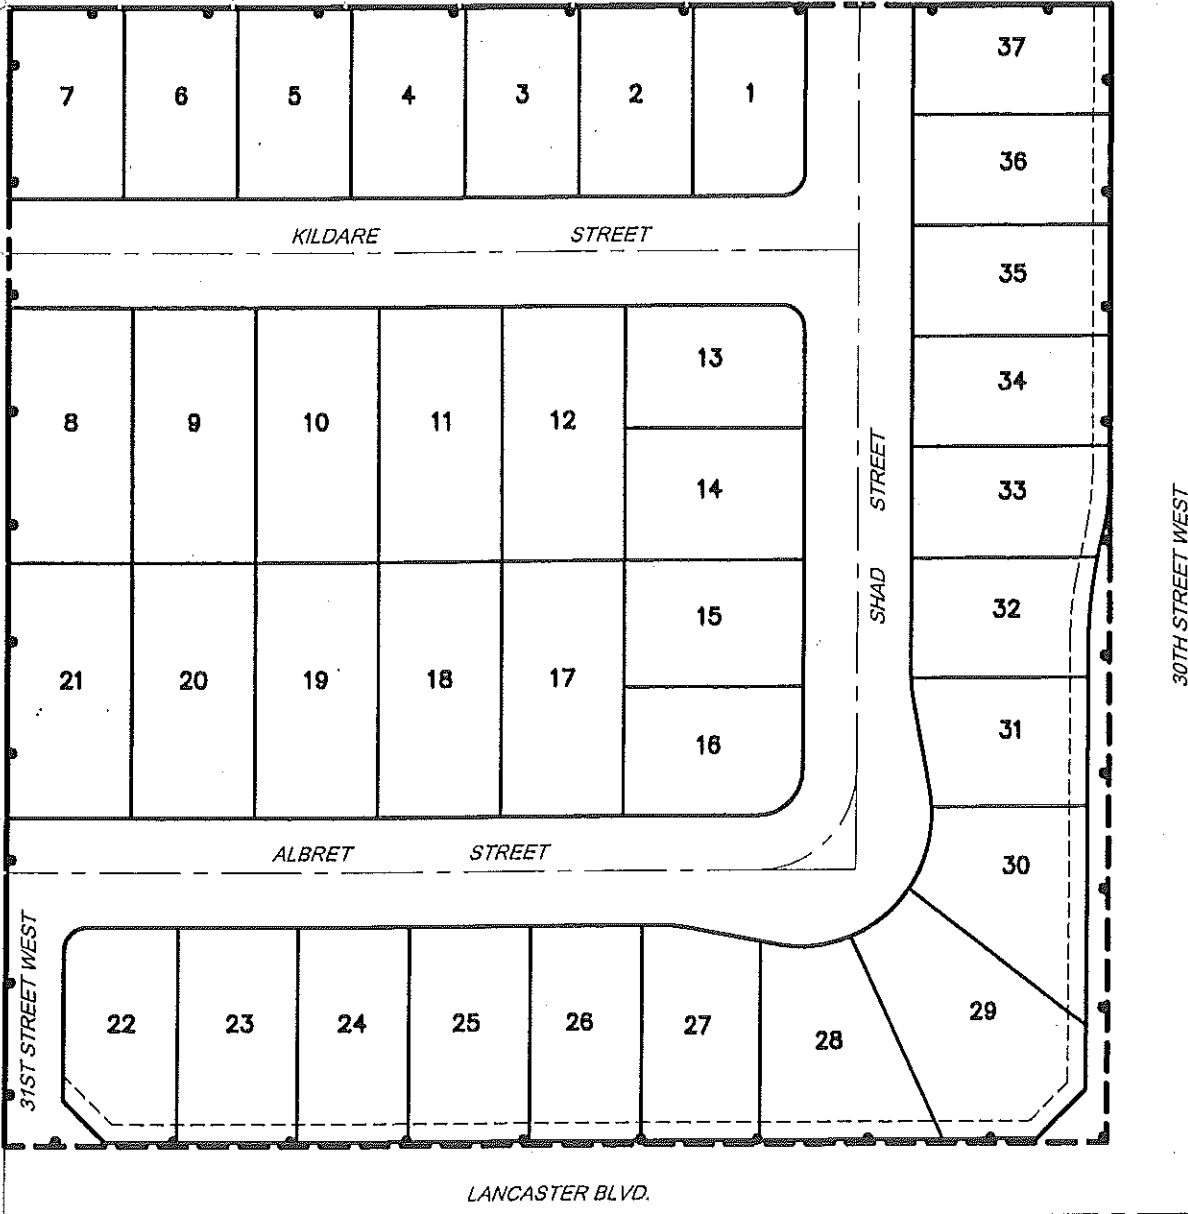 37
7 6 5 4 3 2 1
36
KILDARE STREET
35
13
34
8 9 10 11 12
14
33
SHAD STREET
30TH STREET WEST
32
15
21 20 19 18 17
31
16
ALBRET STREET
30
31ST STREET WEST
22 23 24 25 26 27 28 29
LANCASTER BLVD.